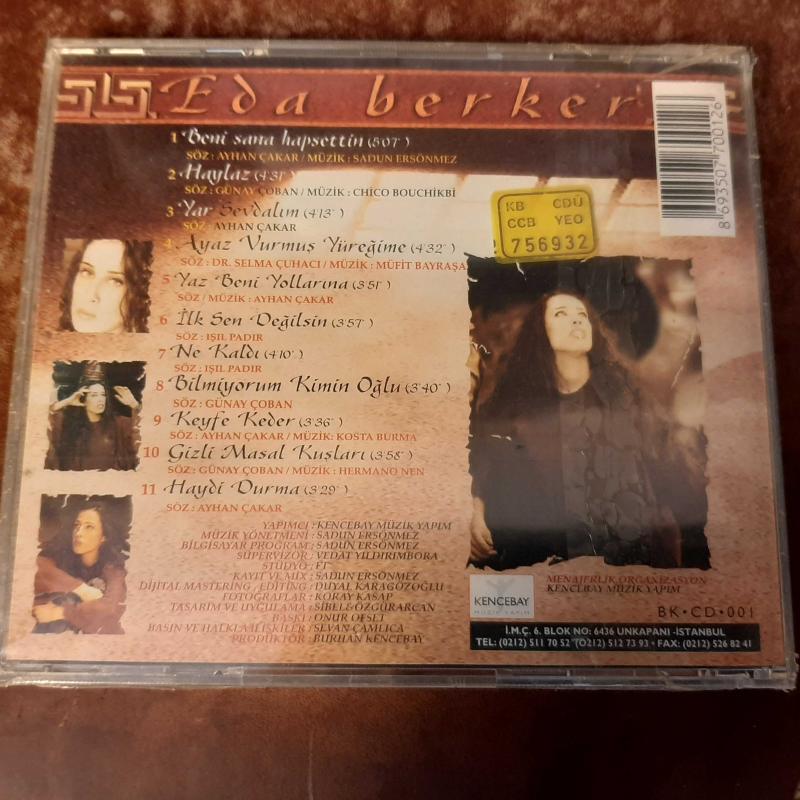 Eda berker
1 Beni sana hapsettin (5'07")
SÖZ : AYHAN ÇAKAR / MÜZİK : SADUN ERSÖNMEZ
2 Haylaz (4'31")
SÖZ : GÜNAY ÇOBAN / MÜZİK : CHICO BOUCHIKBİ
3 Yar Sevdalım (4'13")
SÖZ : AYHAN ÇAKAR
4 Ayaz Vurmuş Yüreğime (4'32")
SÖZ : DR. SELMA ÇUHACI / MÜZİK : MÜFİT BAYRAŞA
5 Yaz Beni Yollarına (3'51")
SÖZ / MÜZİK : AYHAN ÇAKAR
6 İlk Sen Değilsin (3'57")
SÖZ : IŞIL PADIR
7 Ne Kaldı (4'10")
SÖZ : IŞIL PADIR
8 Bilmiyorum Kimin Oğlu (3'40")
SÖZ : GÜNAY ÇOBAN
9 Keyfe Keder (3'36")
SÖZ : AYHAN ÇAKAR / MÜZİK: KOSTA BURMA
10 Gizli Masal Kuşları (3'58")
SÖZ : GÜNAY ÇOBAN / MÜZİK : HERMANO NEN
11 Haydi Durma (3'29")
SÖZ : AYHAN ÇAKAR
YAPIMCI : KENCEBAY MÜZİK YAPIM
MÜZİK YÖNETMENİ : SADUN ERSÖNMEZ
BİLGİSAYAR PROGRAM : SADUN ERSÖNMEZ
SÜPERVİZÖR : VEDAT YILDIRIMBORA
STÜDYO : FT
KAYIT VE MIX : SADUN ERSÖNMEZ
DİJİTAL MASTERING / EDITING : DUYAL KARAGÖZOĞLU
FOTOĞRAFLAR : KORAY KASAP
TASARIM VE UYGULAMA : SİBEL&ÖZGÜRARCAN
BASKI : ONUR OFSET
BASIN VE HALKLA İLİŞKİLER : SEVAN ÇAMLICA
PRODÜKTÖR : BURHAN KENCEBAY
8 693507 700126
KB CDÜ
CCB YEO
756932
MENAJERLİK ORGANİZASYON
KENCEBAY MÜZİK YAPIM
KENCEBAY
MÜZİK YAPIM
BK•CD•001
İ.M.Ç. 6. BLOK NO: 6436 UNKAPANI -İSTANBUL
TEL: (0212) 511 70 52 (O212) 512 73 93 • FAX: (0212) 526 82 41